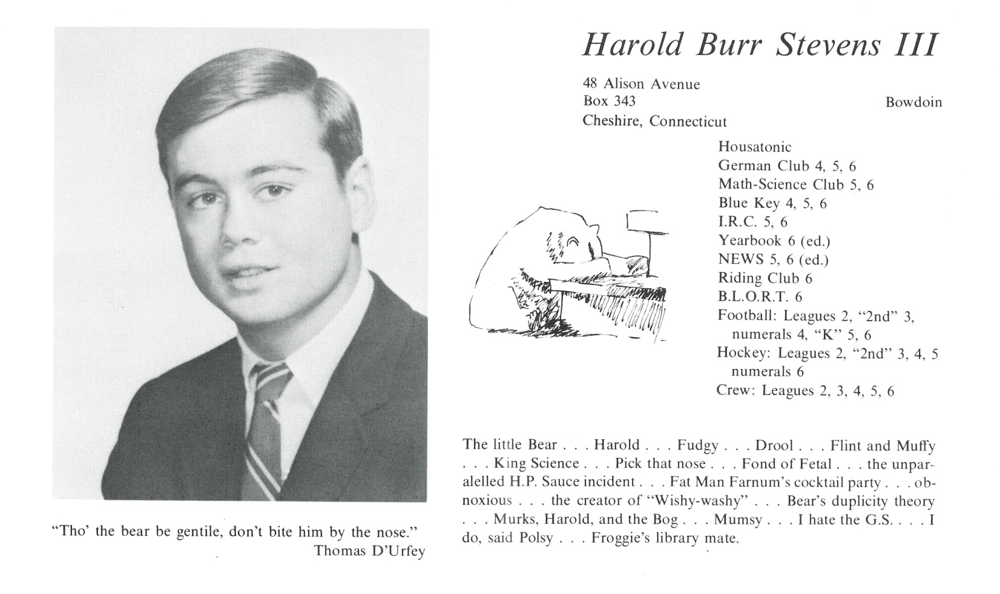 Harold Burr Stevens III
48 Alison Avenue
Box 343
Bowdoin
Cheshire, Connecticut
Housatonic
German Club 4, 5, 6
Math-Science Club 5, 6
Blue Key 4, 5, 6
I.R.C. 5, 6
Yearbook 6 (ed.)
NEWS 5, 6 (ed.)
Riding Club 6
B.L.O.R.T. 6
Football: Leagues 2, “2nd” 3,
numerals 4, “K” 5, 6
Hockey: Leagues 2, “2nd” 3, 4, 5
numerals 6
Crew: Leagues 2, 3, 4, 5, 6
The little Bear . . . Harold . . . Fudgy . . . Drool . . . Flint and Muffy
. . . King Science . . . Pick that nose . . . Fond of Fetal . . . the unpar-
alelled H.P. Sauce incident . . . Fat Man Farnum's cocktail party . . . ob-
noxious . . . the creator of “Wishy-washy” . . . Bear's duplicity theory
. . . Murks, Harold, and the Bog . . . Mumsy . . . I hate the G.S. . . . I
do, said Polsy . . . Froggie's library mate.
“Tho' the bear be gentile, don't bite him by the nose.”
Thomas D'Urfey